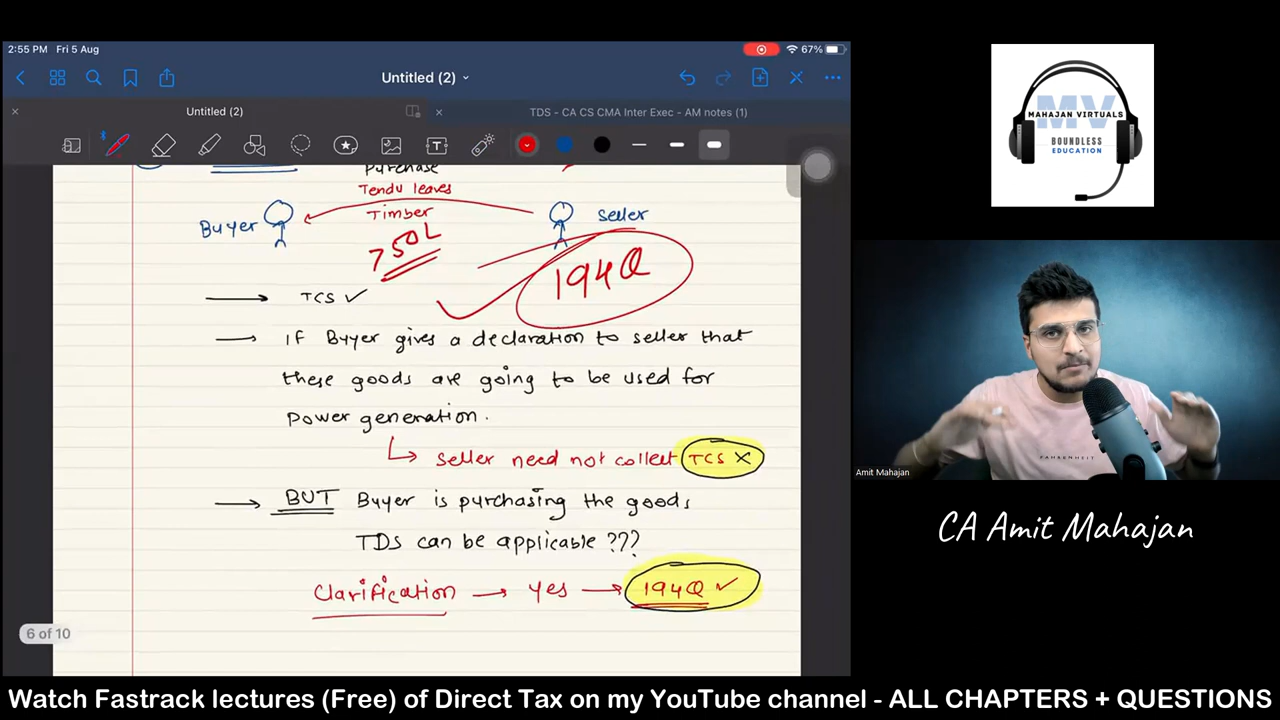 2:55 PM Fri 5 Aug
67%
Untitled (2)
Untitled (2)
TDS - CA CS CMA Inter Exec - AM notes (1)
Purchase
Tendu leaves
Timber
Buyer
Seller
750L
194Q
TCS ✓
If Buyer gives a declaration to seller that
these goods are going to be used for
Power generation.
Seller need not collect TCS X
BUT Buyer is purchasing the goods
TDS can be applicable ???
Clarification → Yes → 194Q ✓
6 of 10
MV
MAHAJAN VIRTUALS
BOUNDLESS
EDUCATION
FAHRENHEIT
Amit Mahajan
CA Amit Mahajan
Watch Fastrack lectures (Free) of Direct Tax on my YouTube channel - ALL CHAPTERS + QUESTIONS